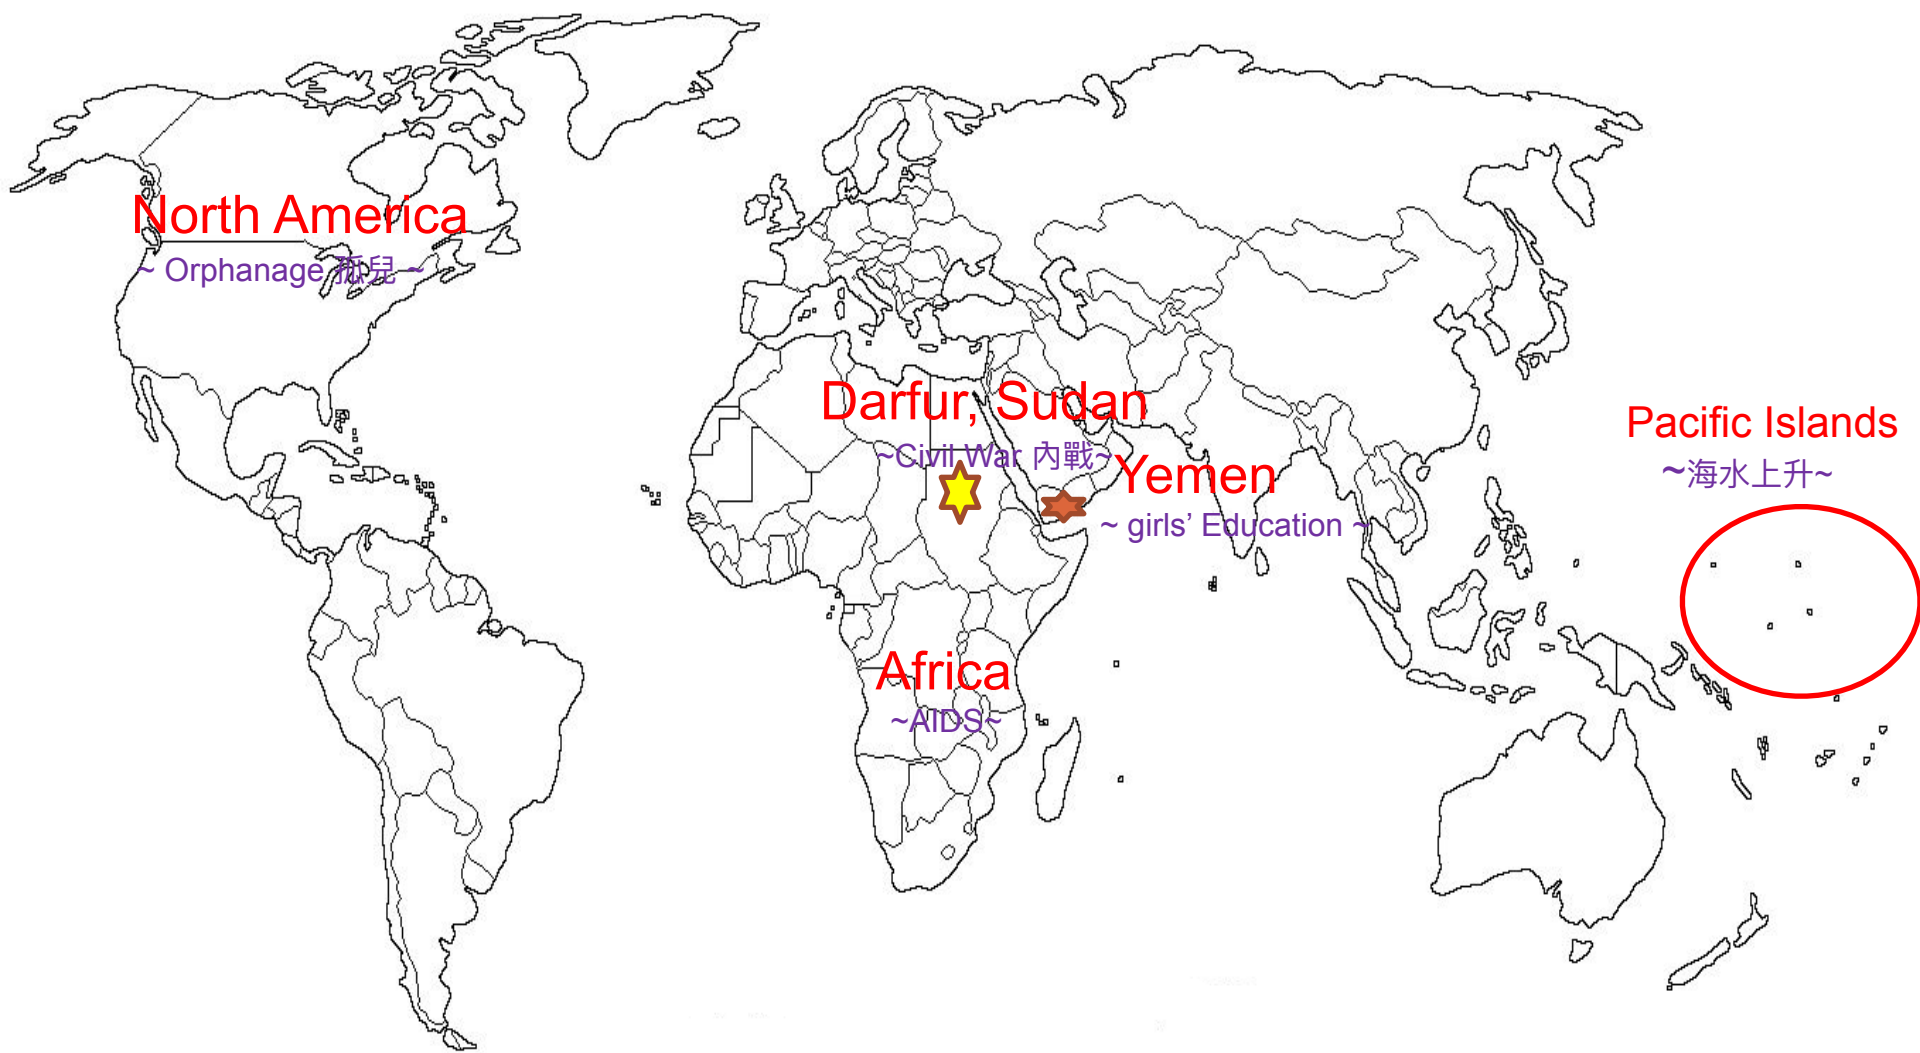 North America
~ Orphanage 孤兒 ~
Darfur, Sudan
~Civil War 內戰~
Yemen
~ girls’ Education ~
Pacific Islands
~海水上升~
Africa
~AIDS~